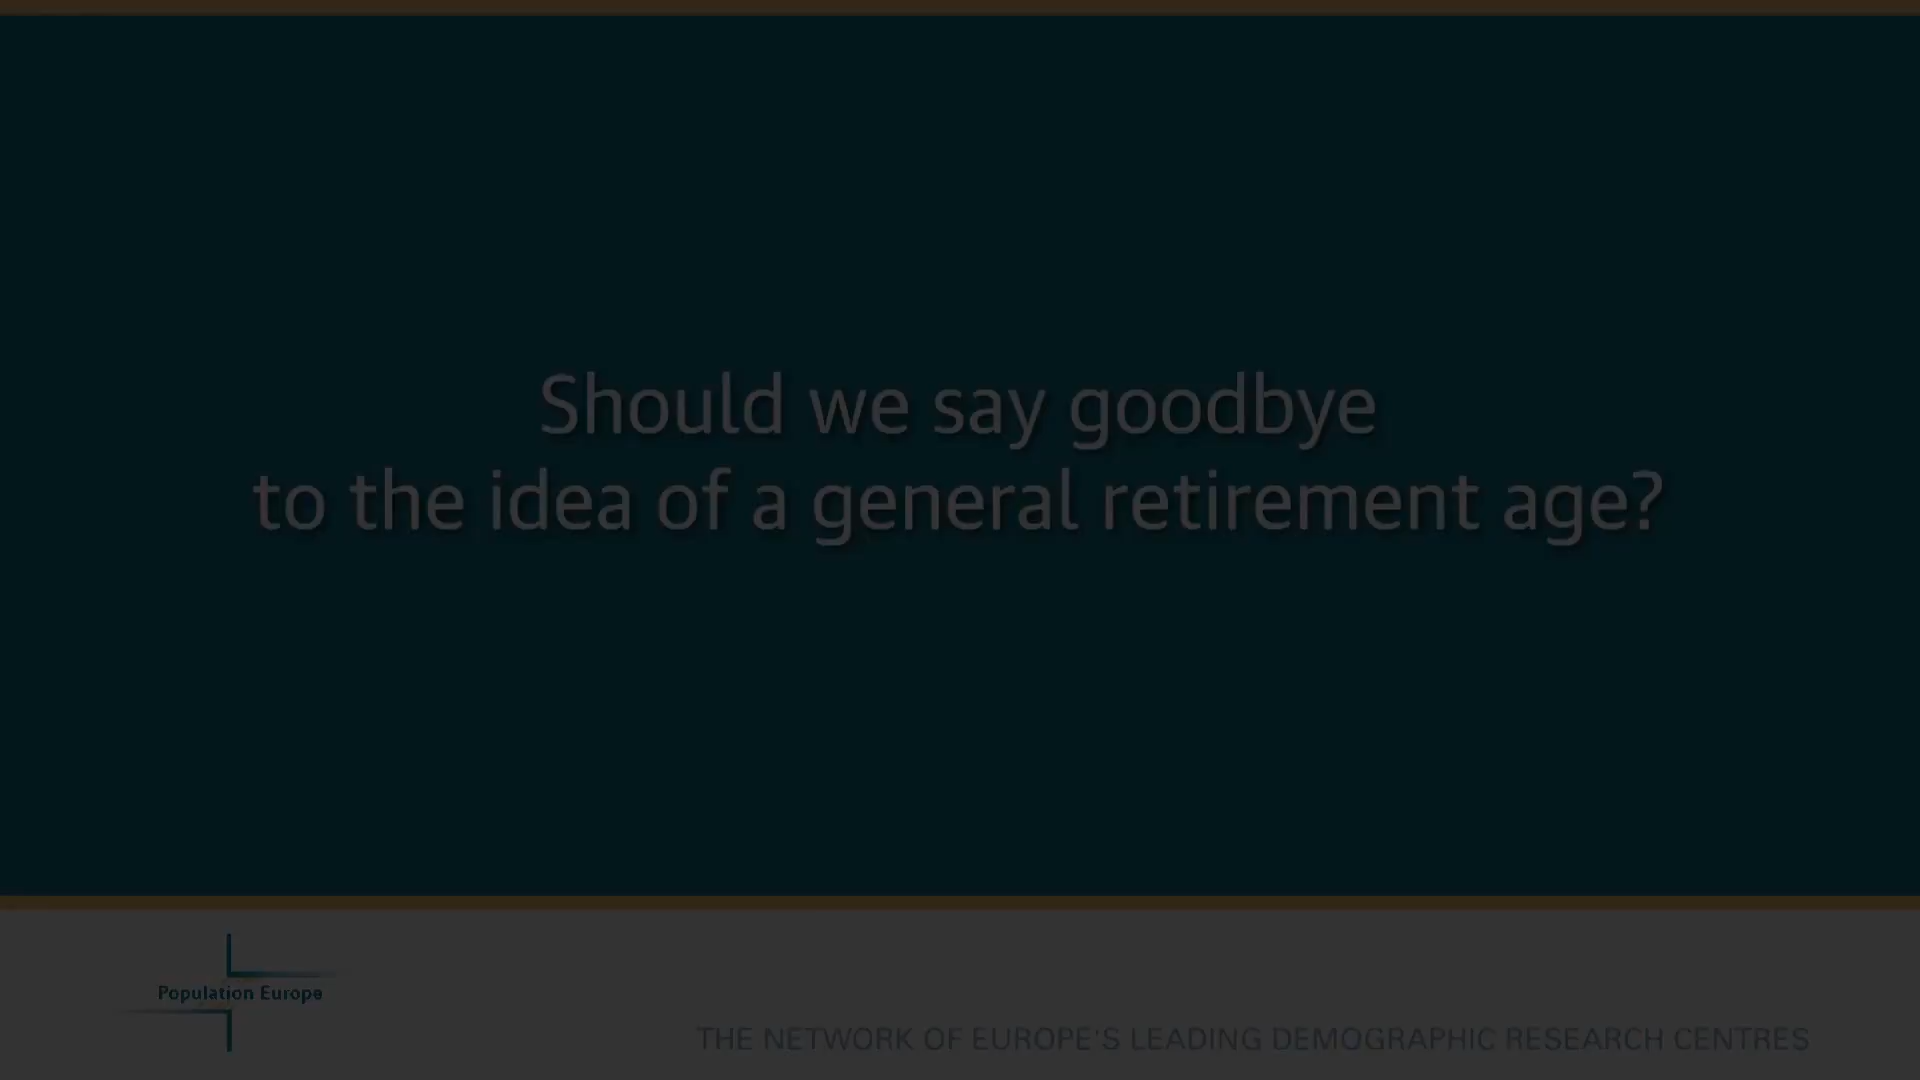 Should we say goodbye
to the idea of a general retirement age?
Population Europe
THE NETWORK OF EUROPE'S LEADING DEMOGRAPHIC RESEARCH CENTRES